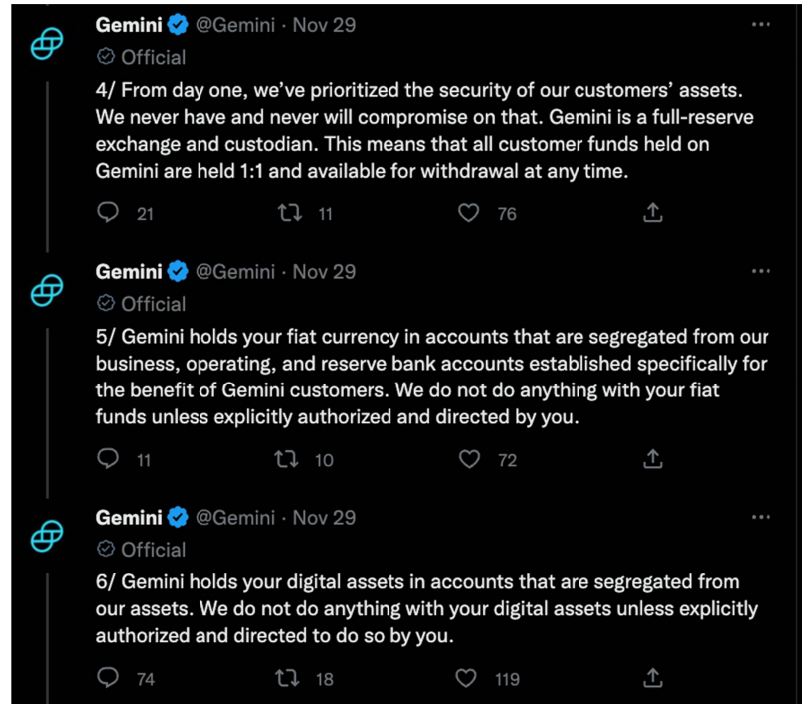 Gemini @Gemini · Nov 29
Official
4/ From day one, we've prioritized the security of our customers' assets.
We never have and never will compromise on that. Gemini is a full-reserve
exchange and custodian. This means that all customer funds held on
Gemini are held 1:1 and available for withdrawal at any time.
21 11 76
Gemini @Gemini · Nov 29
Official
5/ Gemini holds your fiat currency in accounts that are segregated from our
business, operating, and reserve bank accounts established specifically for
the benefit of Gemini customers. We do not do anything with your fiat
funds unless explicitly authorized and directed by you.
11 10 72
Gemini @Gemini · Nov 29
Official
6/ Gemini holds your digital assets in accounts that are segregated from
our assets. We do not do anything with your digital assets unless explicitly
authorized and directed to do so by you.
74 18 119